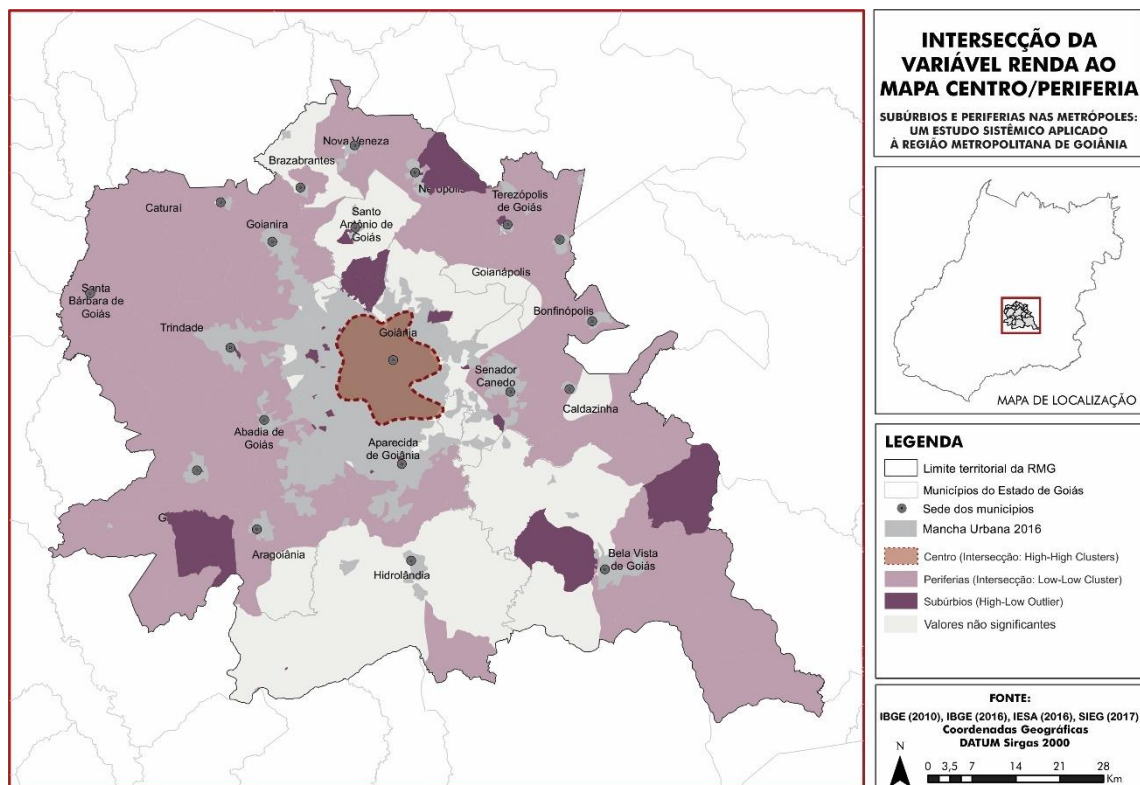 INTERSECÇÃO DA
VARIÁVEL RENDA AO
MAPA CENTRO/PERIFERIA
SUBÚRBIOS E PERIFERIAS NAS METRÓPOLES:
UM ESTUDO SISTÊMICO APLICADO
À REGIÃO METROPOLITANA DE GOIÂNIA
Nova Veneza
Brazabrantes
Nerópolis
Terezópolis
de Goiás
Caturaí
Santo
Antônio de
Goiás
Goianira
Goianápolis
Santa
Bárbara de
Goiás
Bonfinópolis
Trindade
Goiânia
Senador
Canedo
Caldazinha
Abadia de
Goiás
Aparecida
de Goiânia
G
Aragoiânia
Hidrolândia
Bela Vista
de Goiás
MAPA DE LOCALIZAÇÃO
LEGENDA
Limite territorial da RMG
Municípios do Estado de Goiás
Sede dos municípios
Mancha Urbana 2016
Centro (Intersecção: High-High Clusters)
Periferias (Intersecção: Low-Low Cluster)
Subúrbios (High-Low Outlier)
Valores não significantes
FONTE:
IBGE (2010), IBGE (2016), IESA (2016), SIEG (2017)
Coordenadas Geográficas
DATUM Sirgas 2000
N
0 3,5 7 14 21 28
Km